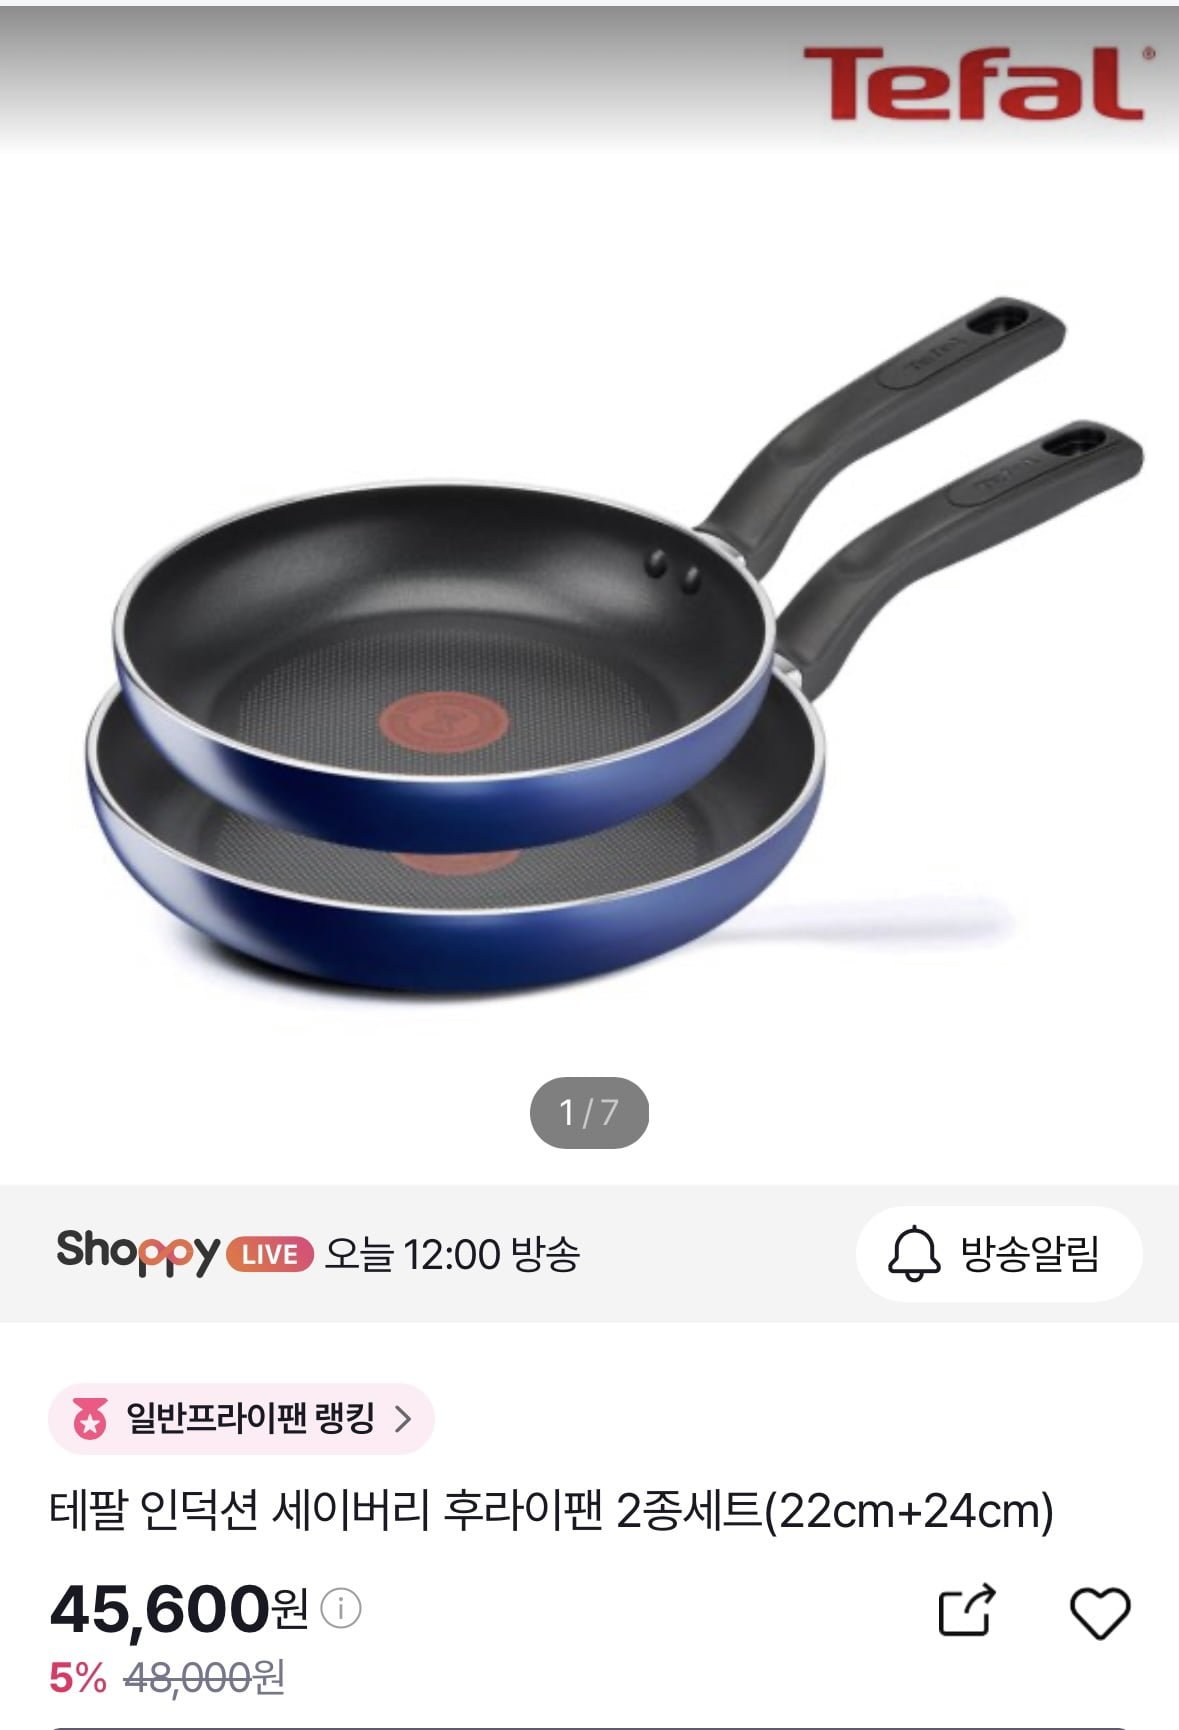 Tefal®
1 / 7
Shoppy LIVE 오늘 12:00 방송
방송알림
일반프라이팬 랭킹
테팔 인덕션 세이버리 후라이팬 2종세트(22cm+24cm)
45,600원
5% 48,000원